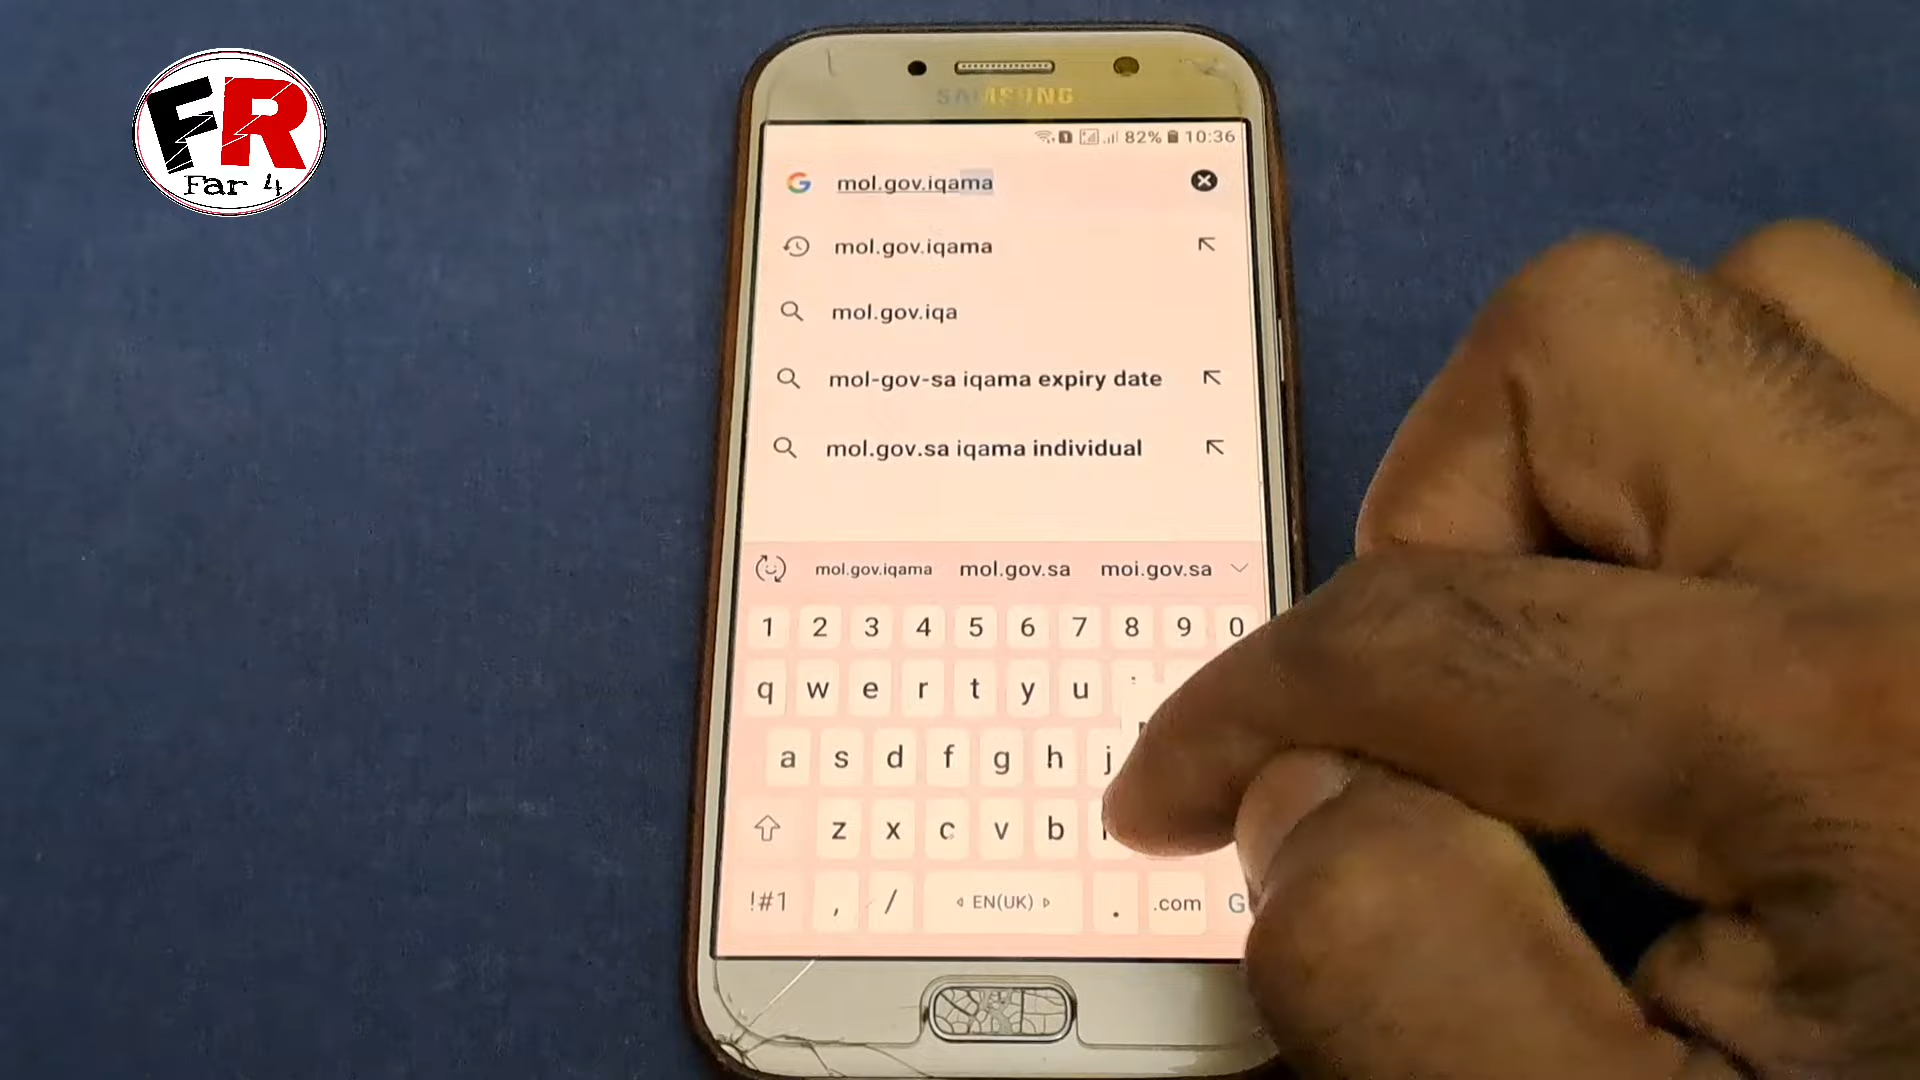 FR
Far 4
SAMSUNG
82% 10:36
mol.gov.iqama
mol.gov.iqama
mol.gov.iqa
mol-gov-sa iqama expiry date
mol.gov.sa iqama individual
mol.gov.iqama mol.gov.sa moi.gov.sa
1 2 3 4 5 6 7 8 9 0
q w e r t y u
a s d f g h j
z x c v b
!#1 , / EN(UK) . .com G